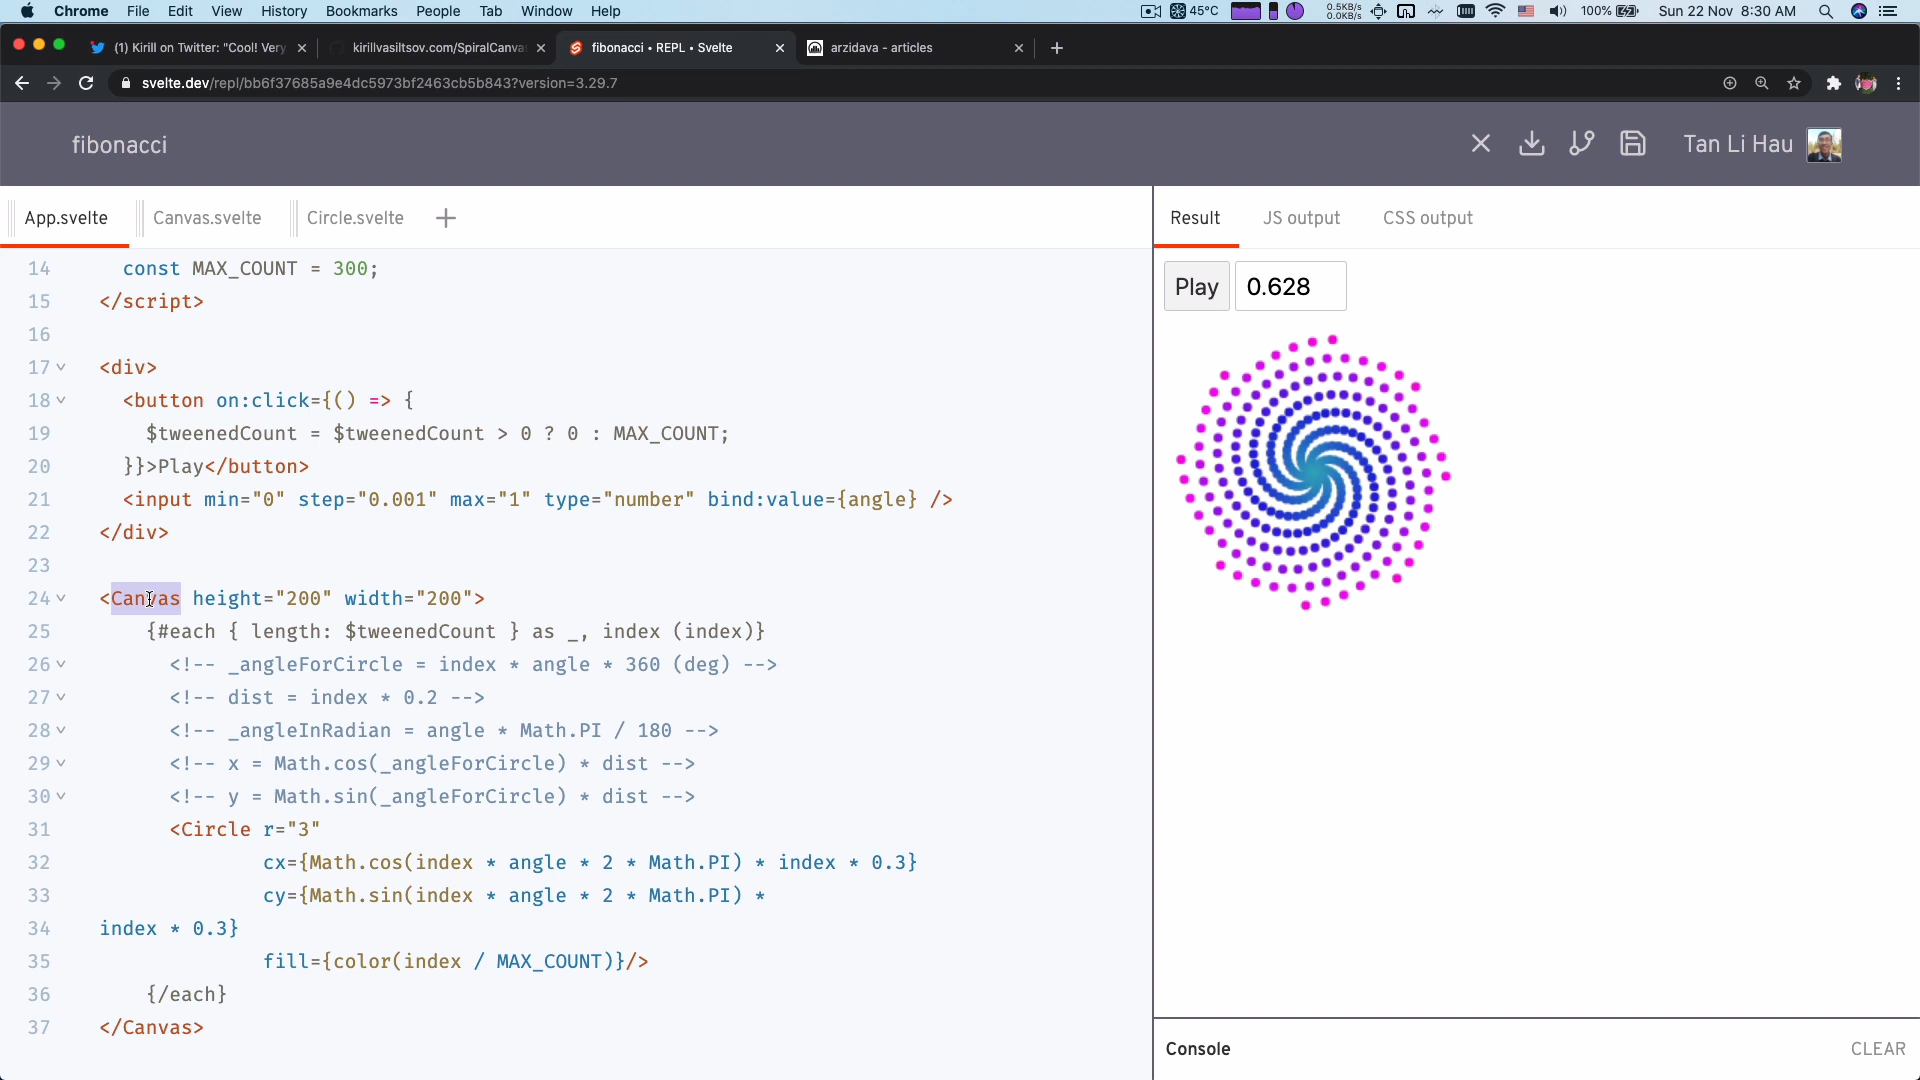 Chrome File Edit View History Bookmarks People Tab Window Help 45°C 0.5KB/s 0.0KB/s 100% Sun 22 Nov 8:30 AM
(1) Kirill on Twitter: "Cool! Very kirillvasiltsov.com/SpiralCanva fibonacci • REPL • Svelte arzidava - articles
svelte.dev/repl/bb6f37685a9e4dc5973bf2463cb5b843?version=3.29.7
fibonacci Tan Li Hau
App.svelte Canvas.svelte Circle.svelte + Result JS output CSS output
14 const MAX_COUNT = 300;
15 </script>
16
17 <div>
18 <button on:click={() => {
19 $tweenedCount = $tweenedCount > 0 ? 0 : MAX_COUNT;
20 }}>Play</button>
21 <input min="0" step="0.001" max="1" type="number" bind:value={angle} />
22 </div>
23
24 <Canvas height="200" width="200">
25 {#each { length: $tweenedCount } as _, index (index)}
26 <!-- _angleForCircle = index * angle * 360 (deg) -->
27 <!-- dist = index * 0.2 -->
28 <!-- _angleInRadian = angle * Math.PI / 180 -->
29 <!-- x = Math.cos(_angleForCircle) * dist -->
30 <!-- y = Math.sin(_angleForCircle) * dist -->
31 <Circle r="3"
32 cx={Math.cos(index * angle * 2 * Math.PI) * index * 0.3}
33 cy={Math.sin(index * angle * 2 * Math.PI) *
34 index * 0.3}
35 fill={color(index / MAX_COUNT)}/>
36 {/each}
37 </Canvas>
Play 0.628
Console CLEAR